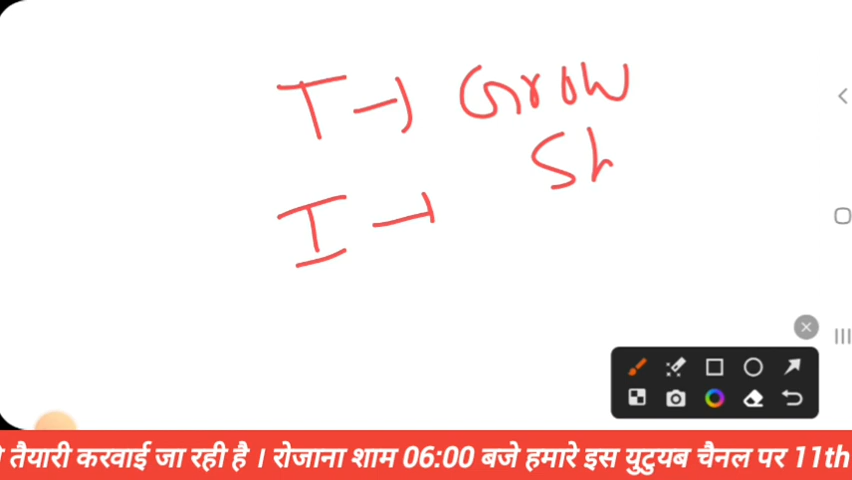 T → Grow
Sh
I →
तैयारी करवाई जा रही है । रोजाना शाम 06:00 बजे हमारे इस युटुयब चैनल पर 11th